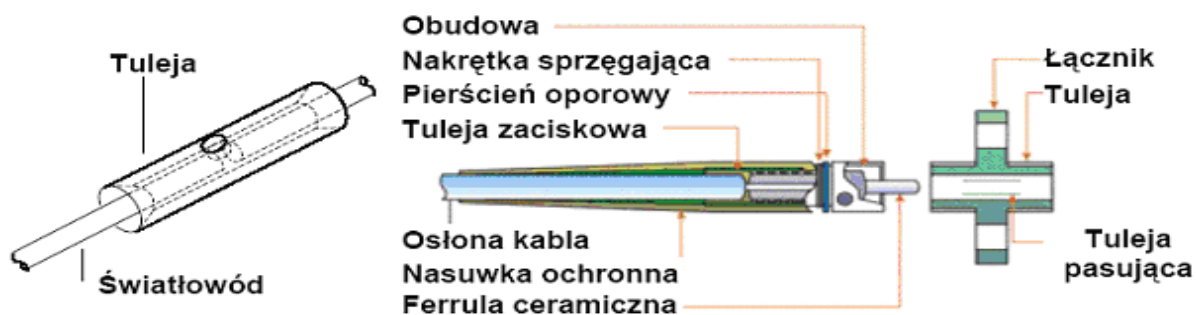 Tuleja
Światłowód
Obudowa
Nakrętka sprzęgająca
Pierścień oporowy
Tuleja zaciskowa
Osłona kabla
Nasuwka ochronna
Ferrula ceramiczna
Łącznik
Tuleja
Tuleja
pasująca